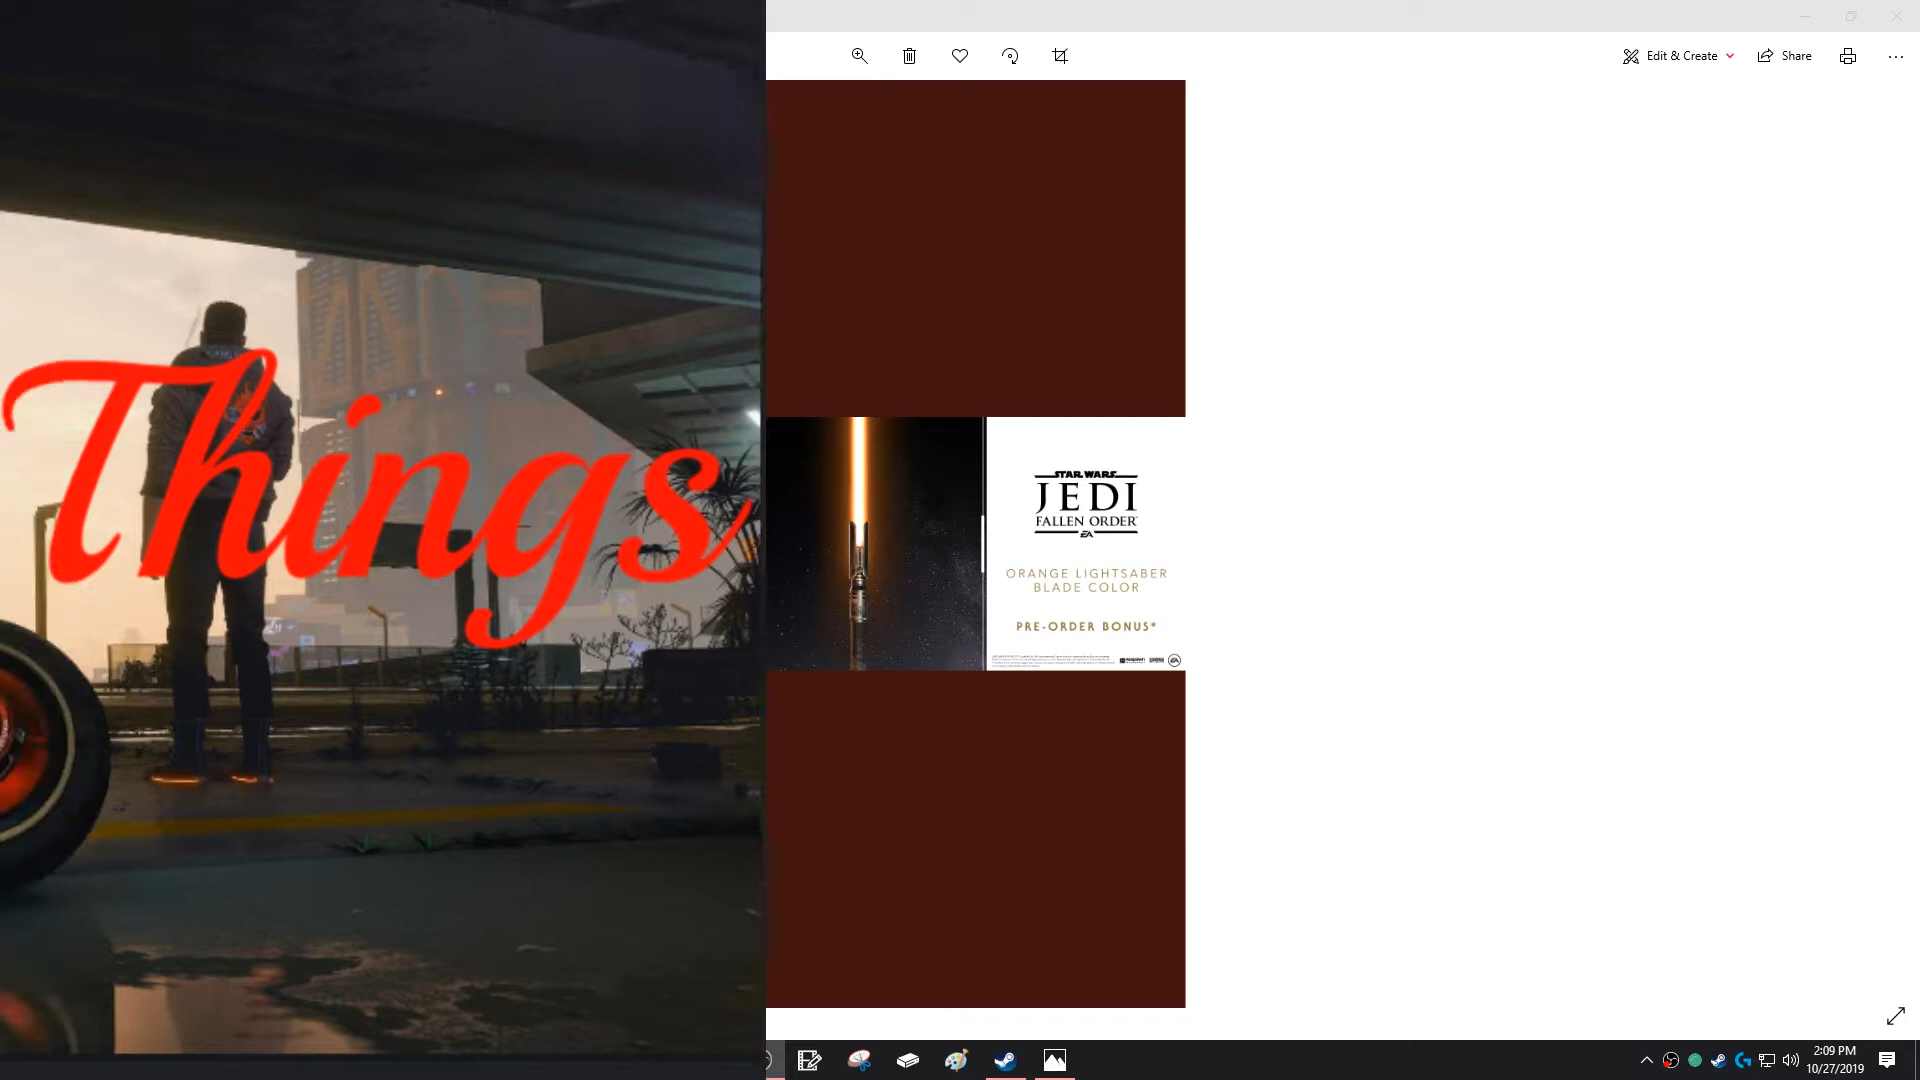 Edit & Create
Share
Things
STAR WARS
JEDI
FALLEN ORDER
EA
ORANGE LIGHTSABER
BLADE COLOR
PRE-ORDER BONUS*
EA
2:09 PM
10/27/2019